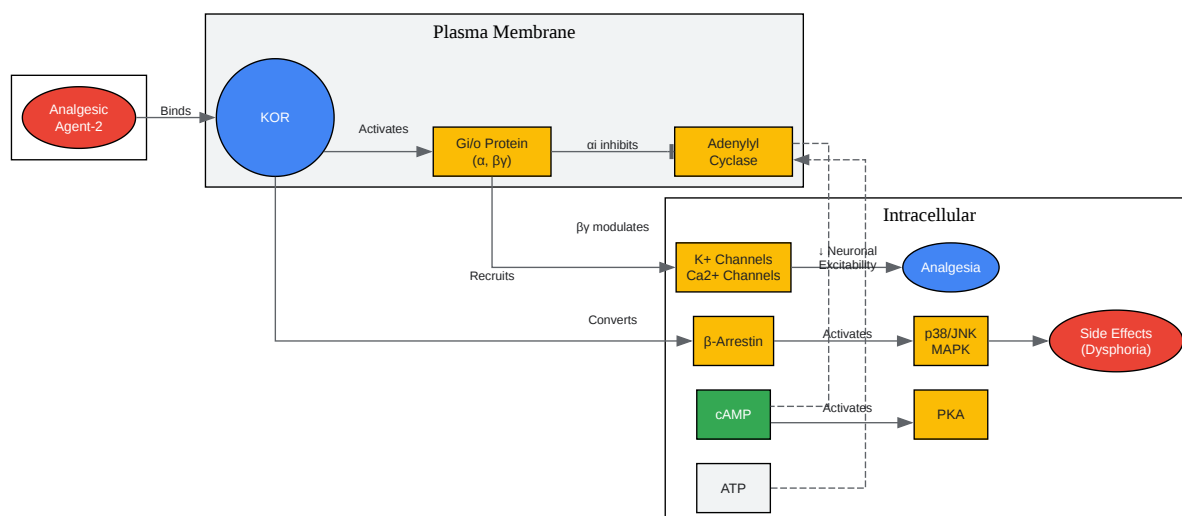 Plasma Membrane
Analgesic
Agent-2
Binds
KOR
Activates
Gi/o Protein
(α, βγ)
αi inhibits
Adenylyl
Cyclase
Intracellular
βγ modulates
Recruits
K+ Channels
Ca2+ Channels
↓ Neuronal
Excitability
Analgesia
Converts
β-Arrestin
Activates
p38/JNK
MAPK
Side Effects
(Dysphoria)
cAMP
Activates
PKA
ATP